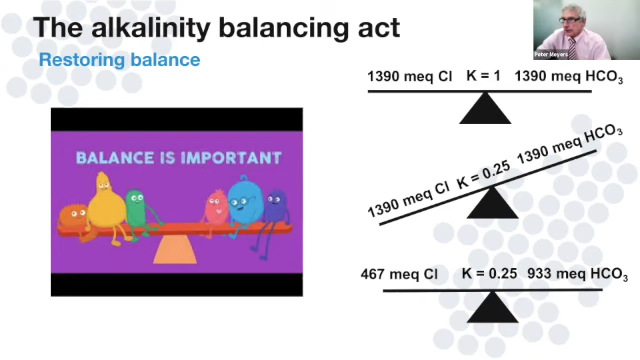 The alkalinity balancing act
Restoring balance
Peter Meyers
1390 meq Cl K = 1 1390 meq HCO₃
BALANCE IS IMPORTANT
1390 meq Cl K = 0.25 1390 meq HCO₃
467 meq Cl K = 0.25 933 meq HCO₃